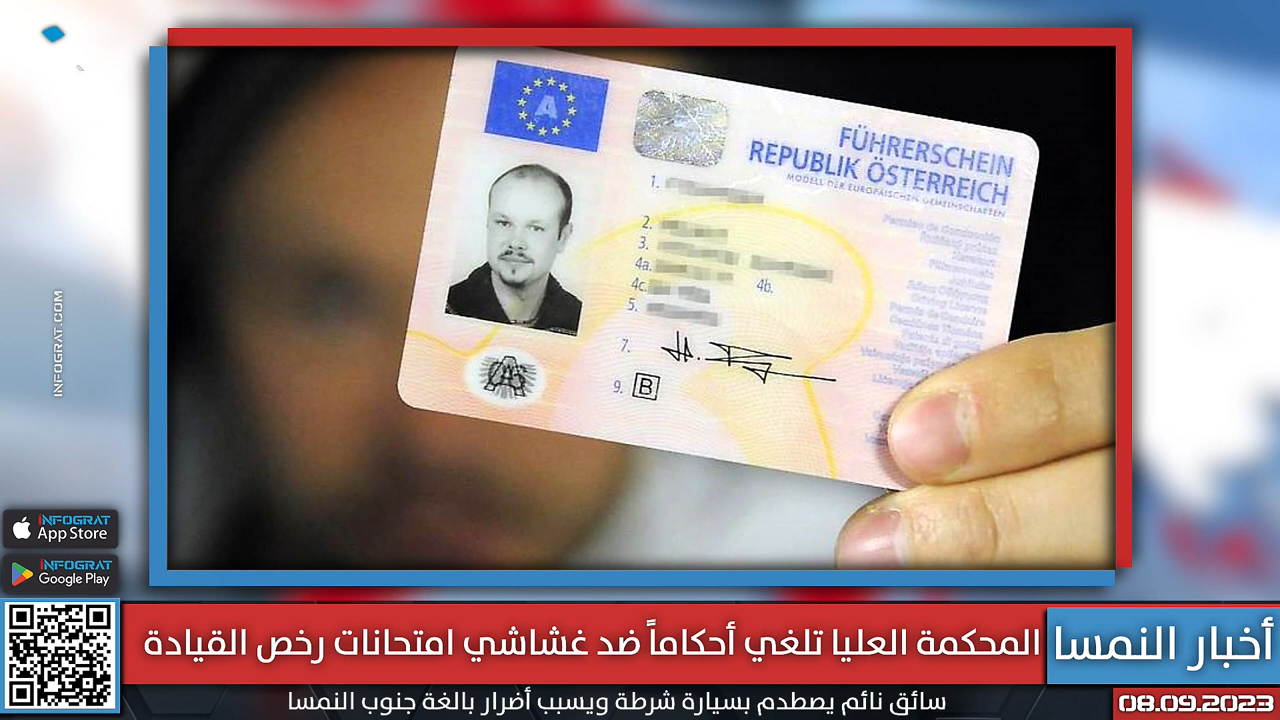 A
FÜHRERSCHEIN
REPUBLIK ÖSTERREICH
MODELL DER EUROPÄISCHEN GEMEINSCHAFTEN
1.
2.
3.
4a.
4b.
4c.
5.
7.
9. B
INFOGRAT.COM
INFOGRAT
App Store
INFOGRAT
Google Play
أخبار النمسا
المحكمة العليا تلغي أحكاماً ضد غشاشي امتحانات رخص القيادة
سائق نائم يصطدم بسيارة شرطة ويسبب أضرار بالغة جنوب النمسا
08.09.2023